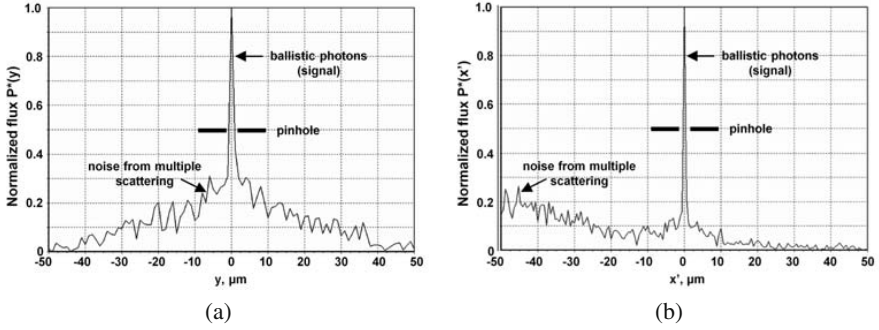 Normalized flux P*(y)
1.0
0.8
0.6
0.4
0.2
0
ballistic photons
(signal)
pinhole
noise from multiple
scattering
-50 -40 -30 -20 -10 0 10 20 30 40 50
y, µm
(a)
Normalized flux P*(x')
1.0
0.8
0.6
0.4
0.2
0
ballistic photons
(signal)
pinhole
noise from multiple
scattering
-50 -40 -30 -20 -10 0 10 20 30 40 50
x', µm
(b)